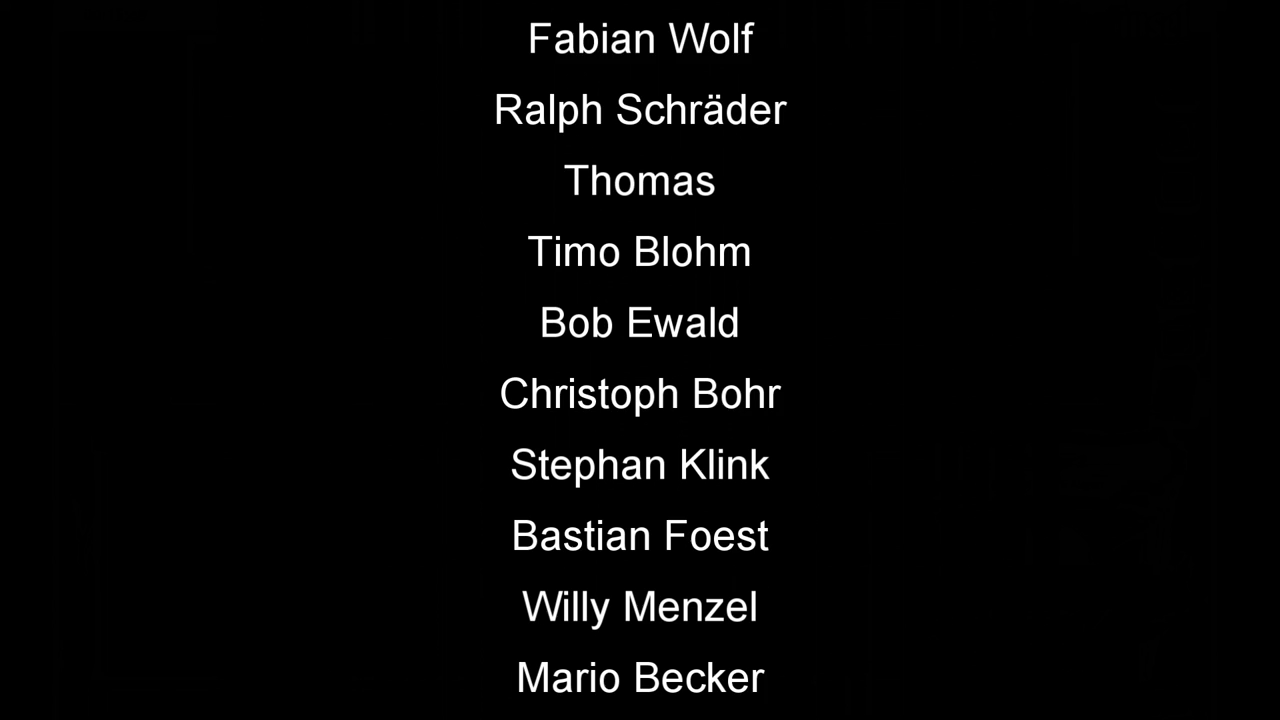 Fabian Wolf
Ralph Schräder
Thomas
Timo Blohm
Bob Ewald
Christoph Bohr
Stephan Klink
Bastian Foest
Willy Menzel
Mario Becker